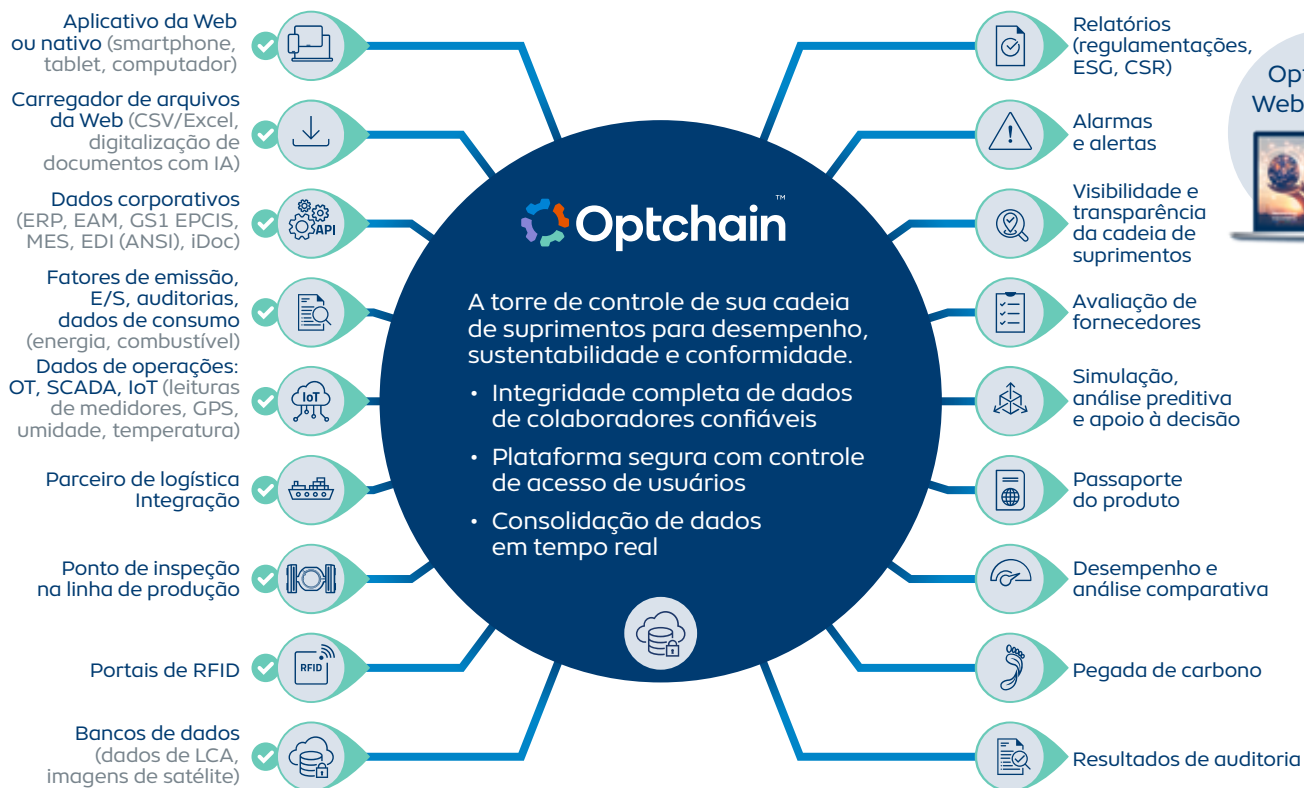 Aplicativo da Web
ou nativo (smartphone,
tablet, computador)
Carregador de arquivos
da Web (CSV/Excel,
digitalização de
documentos com IA)
Dados corporativos
(ERP, EAM, GS1 EPCIS,
MES, EDI (ANSI), iDoc)
API
Fatores de emissão,
E/S, auditorias,
dados de consumo
(energia, combustível)
Dados de operações:
OT, SCADA, IoT (leituras
de medidores, GPS,
umidade, temperatura)
IoT
Parceiro de logística
Integração
Ponto de inspeção
na linha de produção
Portais de RFID
RFID
Bancos de dados
(dados de LCA,
imagens de satélite)
Optchain™
A torre de controle de sua cadeia
de suprimentos para desempenho,
sustentabilidade e conformidade.
• Integridade completa de dados
de colaboradores confiáveis
• Plataforma segura com controle
de acesso de usuários
• Consolidação de dados
em tempo real
Relatórios
(regulamentações,
ESG, CSR)
Alarmas
e alertas
Visibilidade e
transparência
da cadeia de
suprimentos
Avaliação de
fornecedores
Simulação,
análise preditiva
e apoio à decisão
Passaporte
do produto
Desempenho e
análise comparativa
Pegada de carbono
Resultados de auditoria
Opt
Web